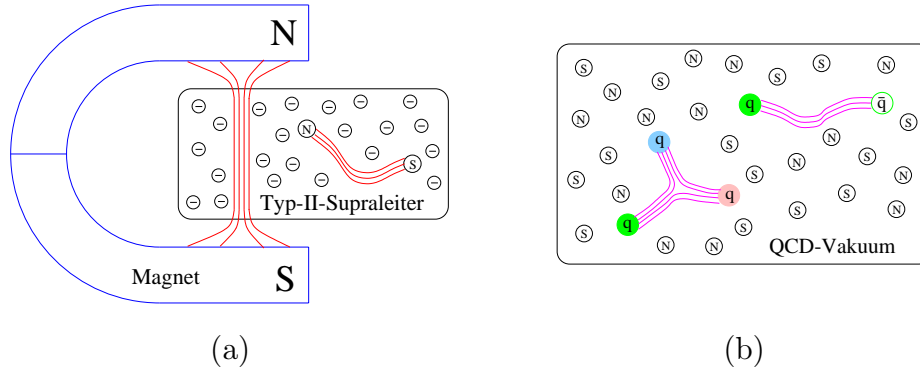 N
N
S
Typ-II-Supraleiter
Magnet
S
(a)
S N N S S N
S
N N N q q̄ S
q S N
S N N
S N S q S S N
q S
S N N QCD-Vakuum
(b)